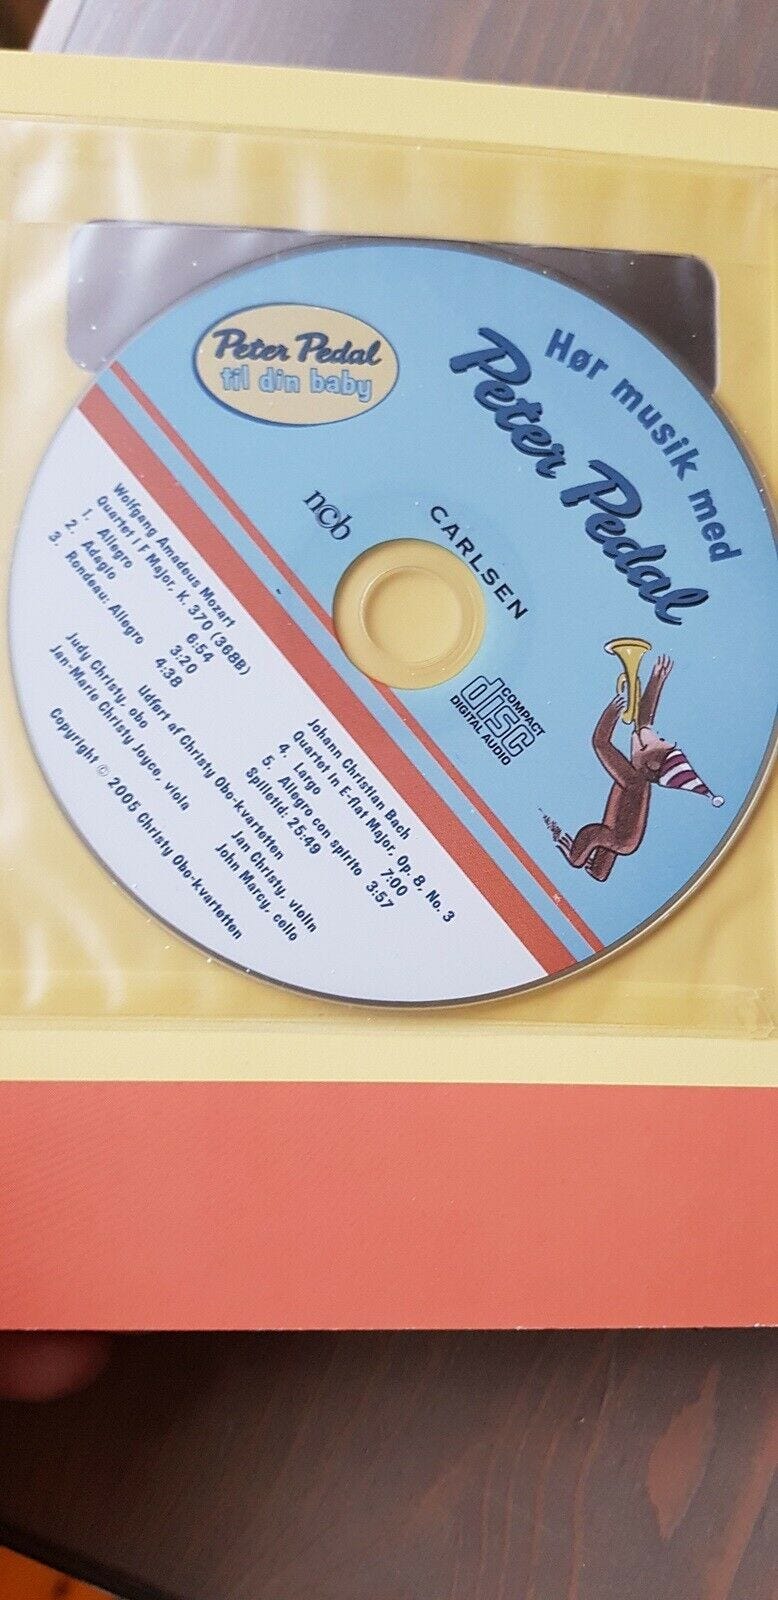 Hør musik med
Peter Pedal
Peter Pedal
til din baby
ncb
CARLSEN
COMPACT
disc
DIGITAL AUDIO
Wolfgang Amadeus Mozart
Quartet i F Major, K. 370 (368B)
1. Allegro 6:54
2. Adagio 3:20
3. Rondeau: Allegro 4:38
Johann Christian Bach
Quartet in E-flat Major, Op. 8, No. 3
4. Largo 7:00
5. Allegro con spirito 3:57
Spilletid: 25:49
Udført af Christy Obo-kvartetten
Judy Christy, obo Jan Christy, violin
Jan-Marie Christy Joyce, viola John Marcy, cello
Copyright © 2005 Christy Obo-kvartetten